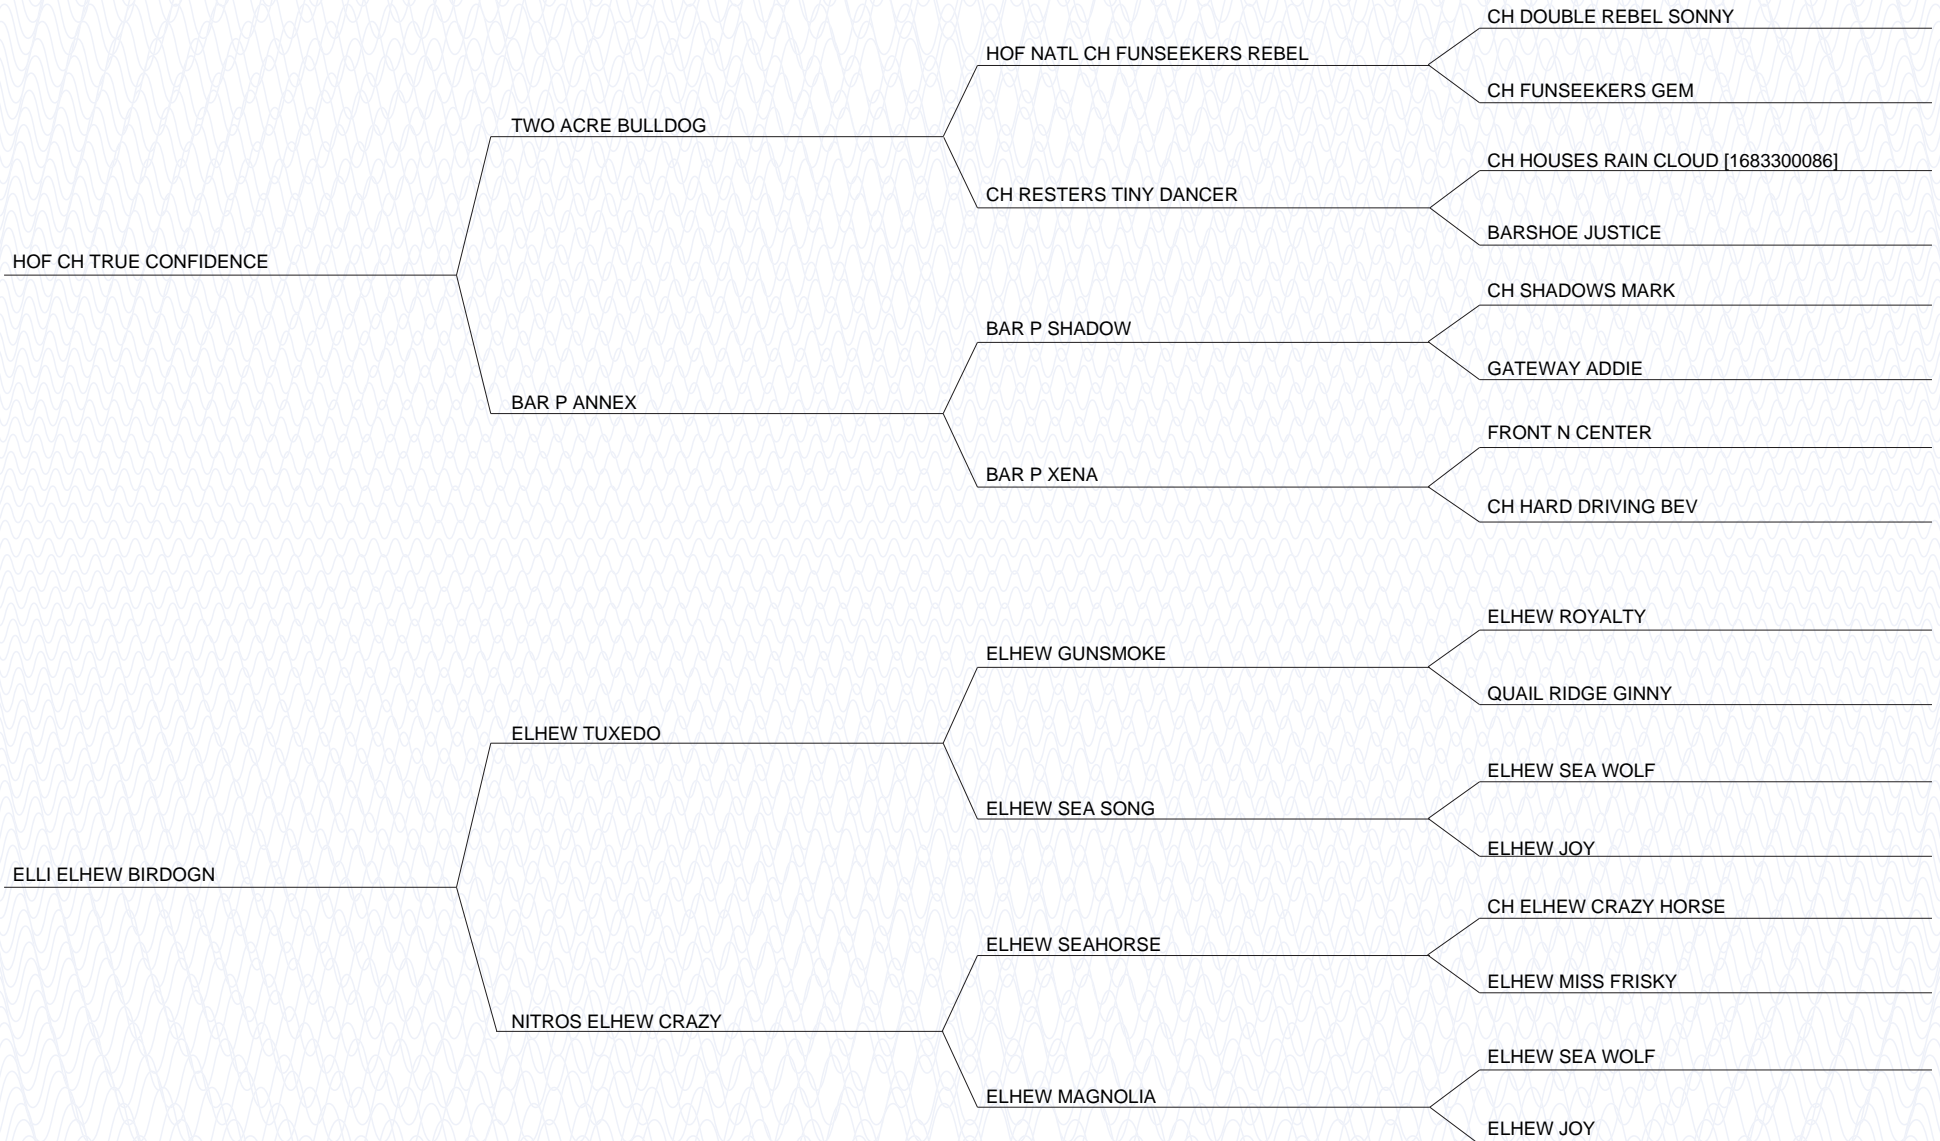 CH DOUBLE REBEL SONNY
HOF NATL CH FUNSEEKERS REBEL
CH FUNSEEKERS GEM
TWO ACRE BULLDOG
CH HOUSES RAIN CLOUD [1683300086]
CH RESTERS TINY DANCER
BARSHOE JUSTICE
HOF CH TRUE CONFIDENCE
CH SHADOWS MARK
BAR P SHADOW
GATEWAY ADDIE
BAR P ANNEX
FRONT N CENTER
BAR P XENA
CH HARD DRIVING BEV
ELHEW ROYALTY
ELHEW GUNSMOKE
QUAIL RIDGE GINNY
ELHEW TUXEDO
ELHEW SEA WOLF
ELHEW SEA SONG
ELHEW JOY
ELLI ELHEW BIRDOGN
CH ELHEW CRAZY HORSE
ELHEW SEAHORSE
ELHEW MISS FRISKY
NITROS ELHEW CRAZY
ELHEW SEA WOLF
ELHEW MAGNOLIA
ELHEW JOY